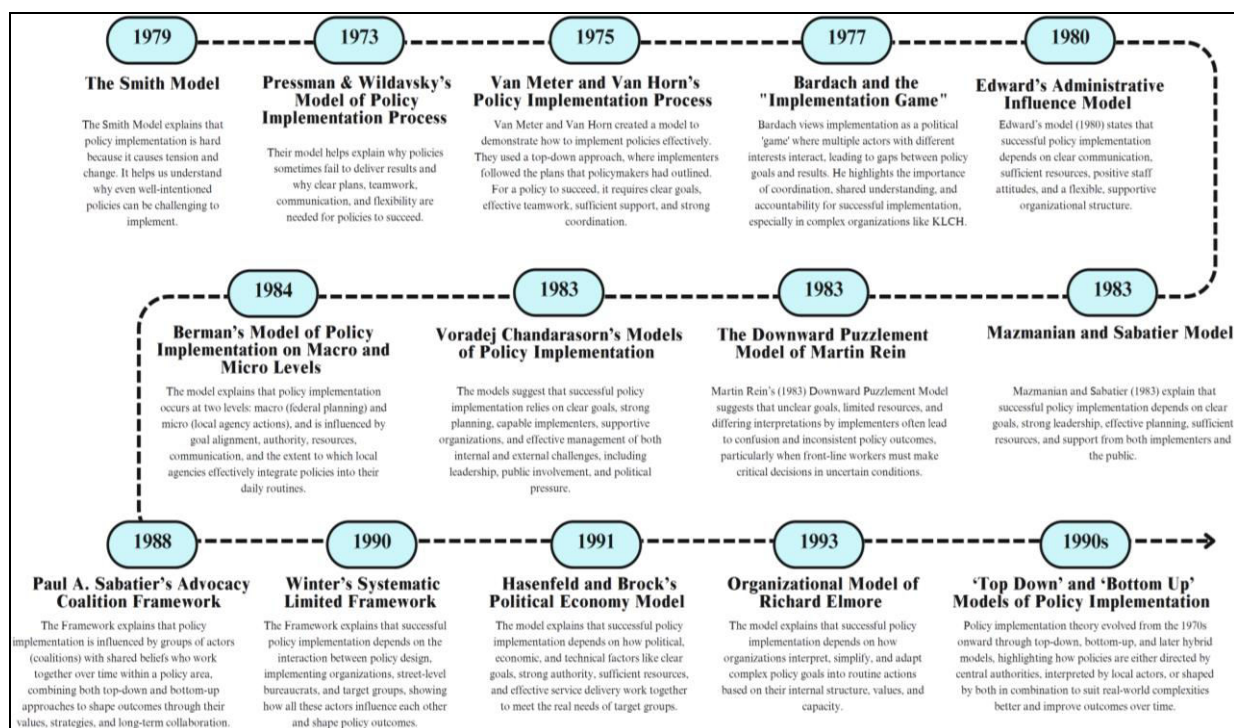 1979
The Smith Model
The Smith Model explains that
policy implementation is hard
because it causes tension and
change. It helps us understand
why even well-intentioned
policies can be challenging to
implement.
1973
Pressman & Wildavsky's
Model of Policy
Implementation Process
Their model helps explain why policies
sometimes fail to deliver results and
why clear plans, teamwork,
communication, and flexibility are
needed for policies to succeed.
1975
Van Meter and Van Horn's
Policy Implementation Process
Van Meter and Van Horn created a model to
demonstrate how to implement policies effectively.
They used a top-down approach, where implementers
followed the plans that policymakers had outlined.
For a policy to succeed, it requires clear goals,
effective teamwork, sufficient support, and strong
coordination.
1977
Bardach and the
"Implementation Game"
Bardach views implementation as a political
'game' where multiple actors with different
interests interact, leading to gaps between policy
goals and results. He highlights the importance
of coordination, shared understanding, and
accountability for successful implementation,
especially in complex organizations like KLCH.
1980
Edward's Administrative
Influence Model
Edward's model (1980) states that
successful policy implementation
depends on clear communication,
sufficient resources, positive staff
attitudes, and a flexible, supportive
organizational structure.
1984
Berman's Model of Policy
Implementation on Macro and
Micro Levels
The model explains that policy implementation
occurs at two levels: macro (federal planning) and
micro (local agency actions), and is influenced by
goal alignment, authority, resources,
communication, and the extent to which local
agencies effectively integrate policies into their
daily routines.
1983
Voradej Chandarasorn's Models
of Policy Implementation
The models suggest that successful policy
implementation relies on clear goals, strong
planning, capable implementers, supportive
organizations, and effective management of both
internal and external challenges, including
leadership, public involvement, and political
pressure.
1983
The Downward Puzzlement
Model of Martin Rein
Martin Rein's (1983) Downward Puzzlement Model
suggests that unclear goals, limited resources, and
differing interpretations by implementers often lead
to confusion and inconsistent policy outcomes,
particularly when front-line workers must make
critical decisions in uncertain conditions.
1983
Mazmanian and Sabatier Model
Mazmanian and Sabatier (1983) explain that
successful policy implementation depends on clear
goals, strong leadership, effective planning, sufficient
resources, and support from both implementers and
the public.
1988
Paul A. Sabatier's Advocacy
Coalition Framework
The Framework explains that policy
implementation is influenced by groups of actors
(coalitions) with shared beliefs who work
together over time within a policy area,
combining both top-down and bottom-up
approaches to shape outcomes through their
values, strategies, and long-term collaboration.
1990
Winter's Systematic
Limited Framework
The Framework explains that successful
policy implementation depends on the
interaction between policy design,
implementing organizations, street-level
bureaucrats, and target groups, showing
how all these actors influence each other
and shape policy outcomes.
1991
Hasenfeld and Brock's
Political Economy Model
The model explains that successful policy
implementation depends on how political,
economic, and technical factors like clear
goals, strong authority, sufficient resources,
and effective service delivery work together
to meet the real needs of target groups.
1993
Organizational Model of
Richard Elmore
The model explains that successful policy
implementation depends on how
organizations interpret, simplify, and adapt
complex policy goals into routine actions
based on their internal structure, values, and
capacity.
1990s
'Top Down' and 'Bottom Up'
Models of Policy Implementation
Policy implementation theory evolved from the 1970s
onward through top-down, bottom-up, and later hybrid
models, highlighting how policies are either directed by
central authorities, interpreted by local actors, or shaped
by both in combination to suit real-world complexities
better and improve outcomes over time.